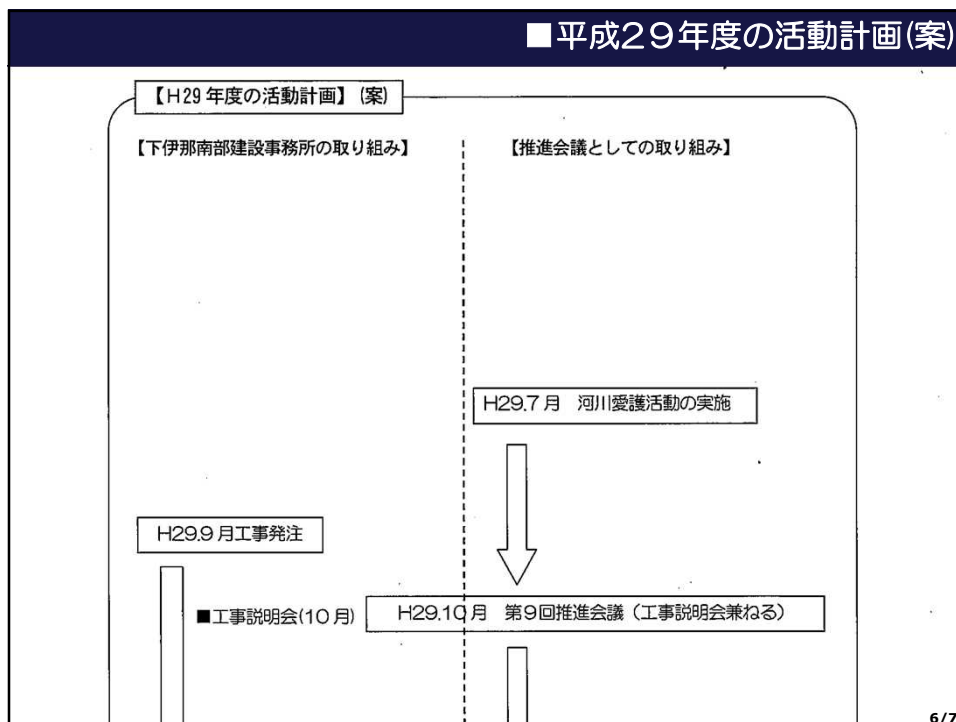 ■平成29年度の活動計画(案)
【H29年度の活動計画】(案)
【下伊那南部建設事務所の取り組み】
【推進会議としての取り組み】
H29.7月 河川愛護活動の実施
H29.9月工事発注
■工事説明会(10月)
H29.10月 第9回推進会議(工事説明会兼ねる)
6/7